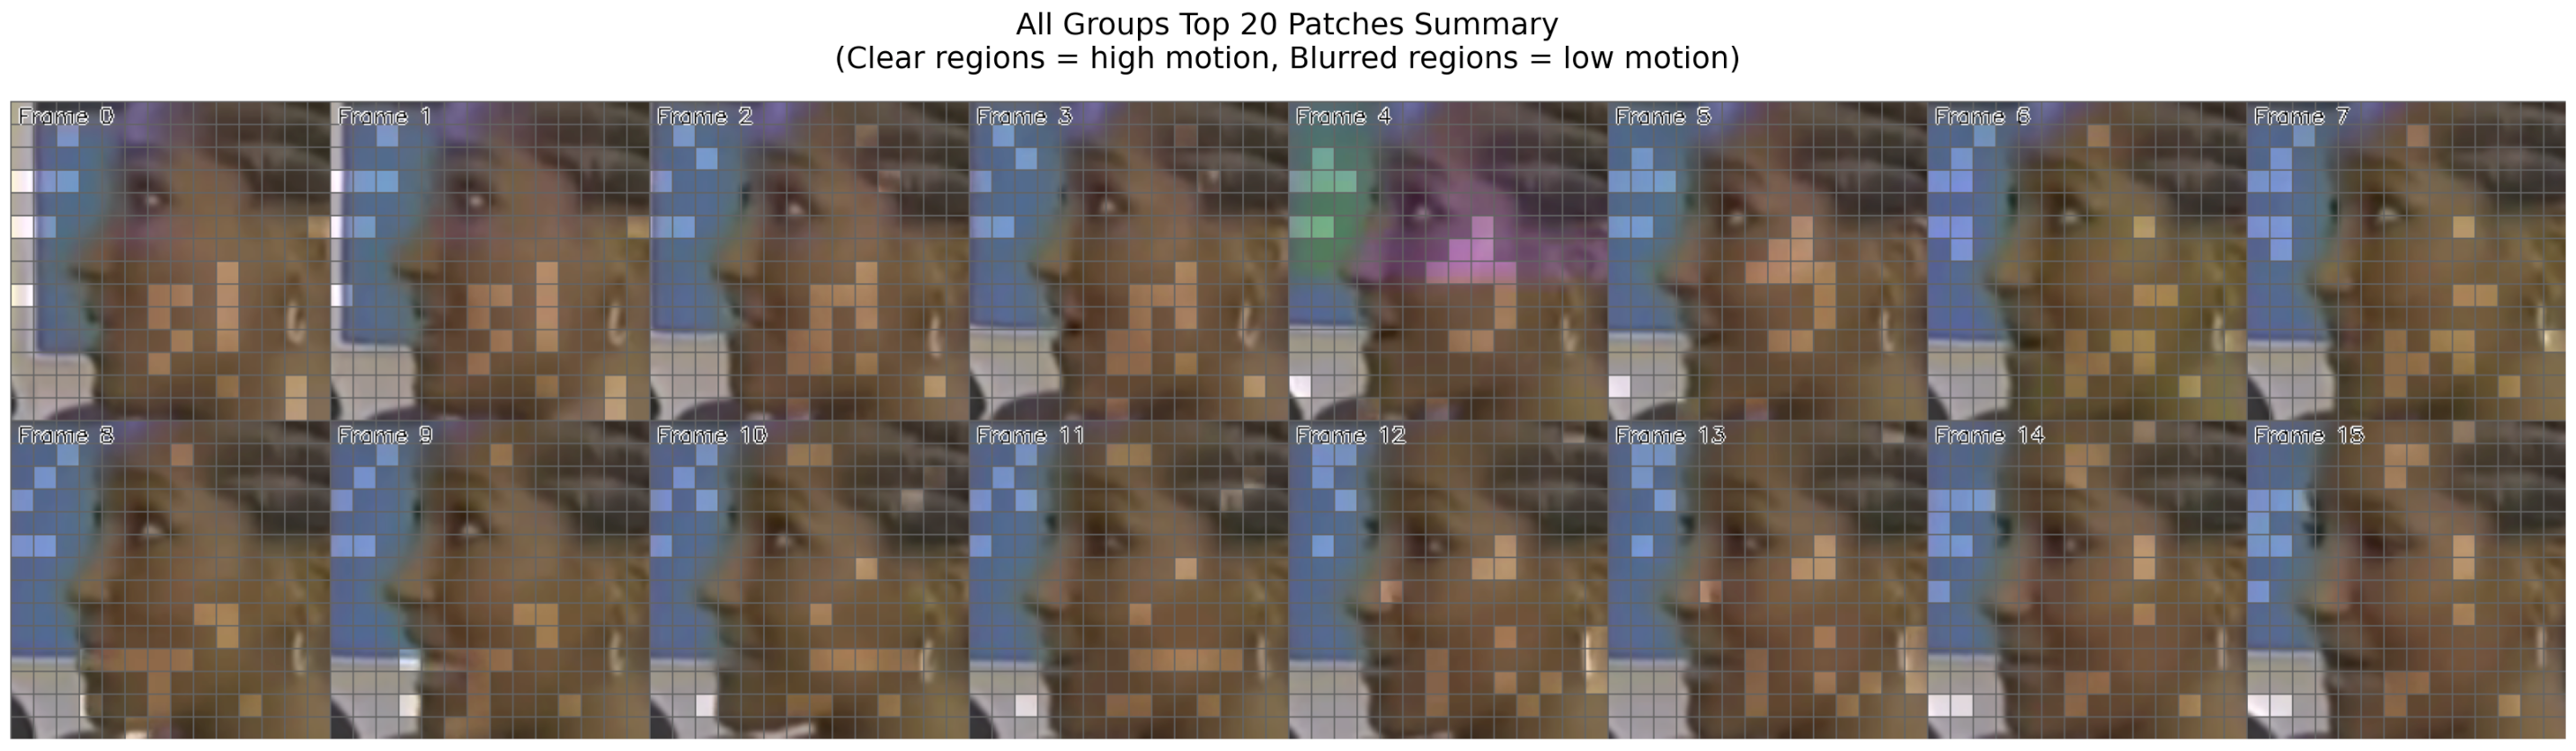 All Groups Top 20 Patches Summary
(Clear regions = high motion, Blurred regions = low motion)
Frame 0
Frame 1
Frame 2
Frame 3
Frame 4
Frame 5
Frame 6
Frame 7
Frame 8
Frame 9
Frame 10
Frame 11
Frame 12
Frame 13
Frame 14
Frame 15